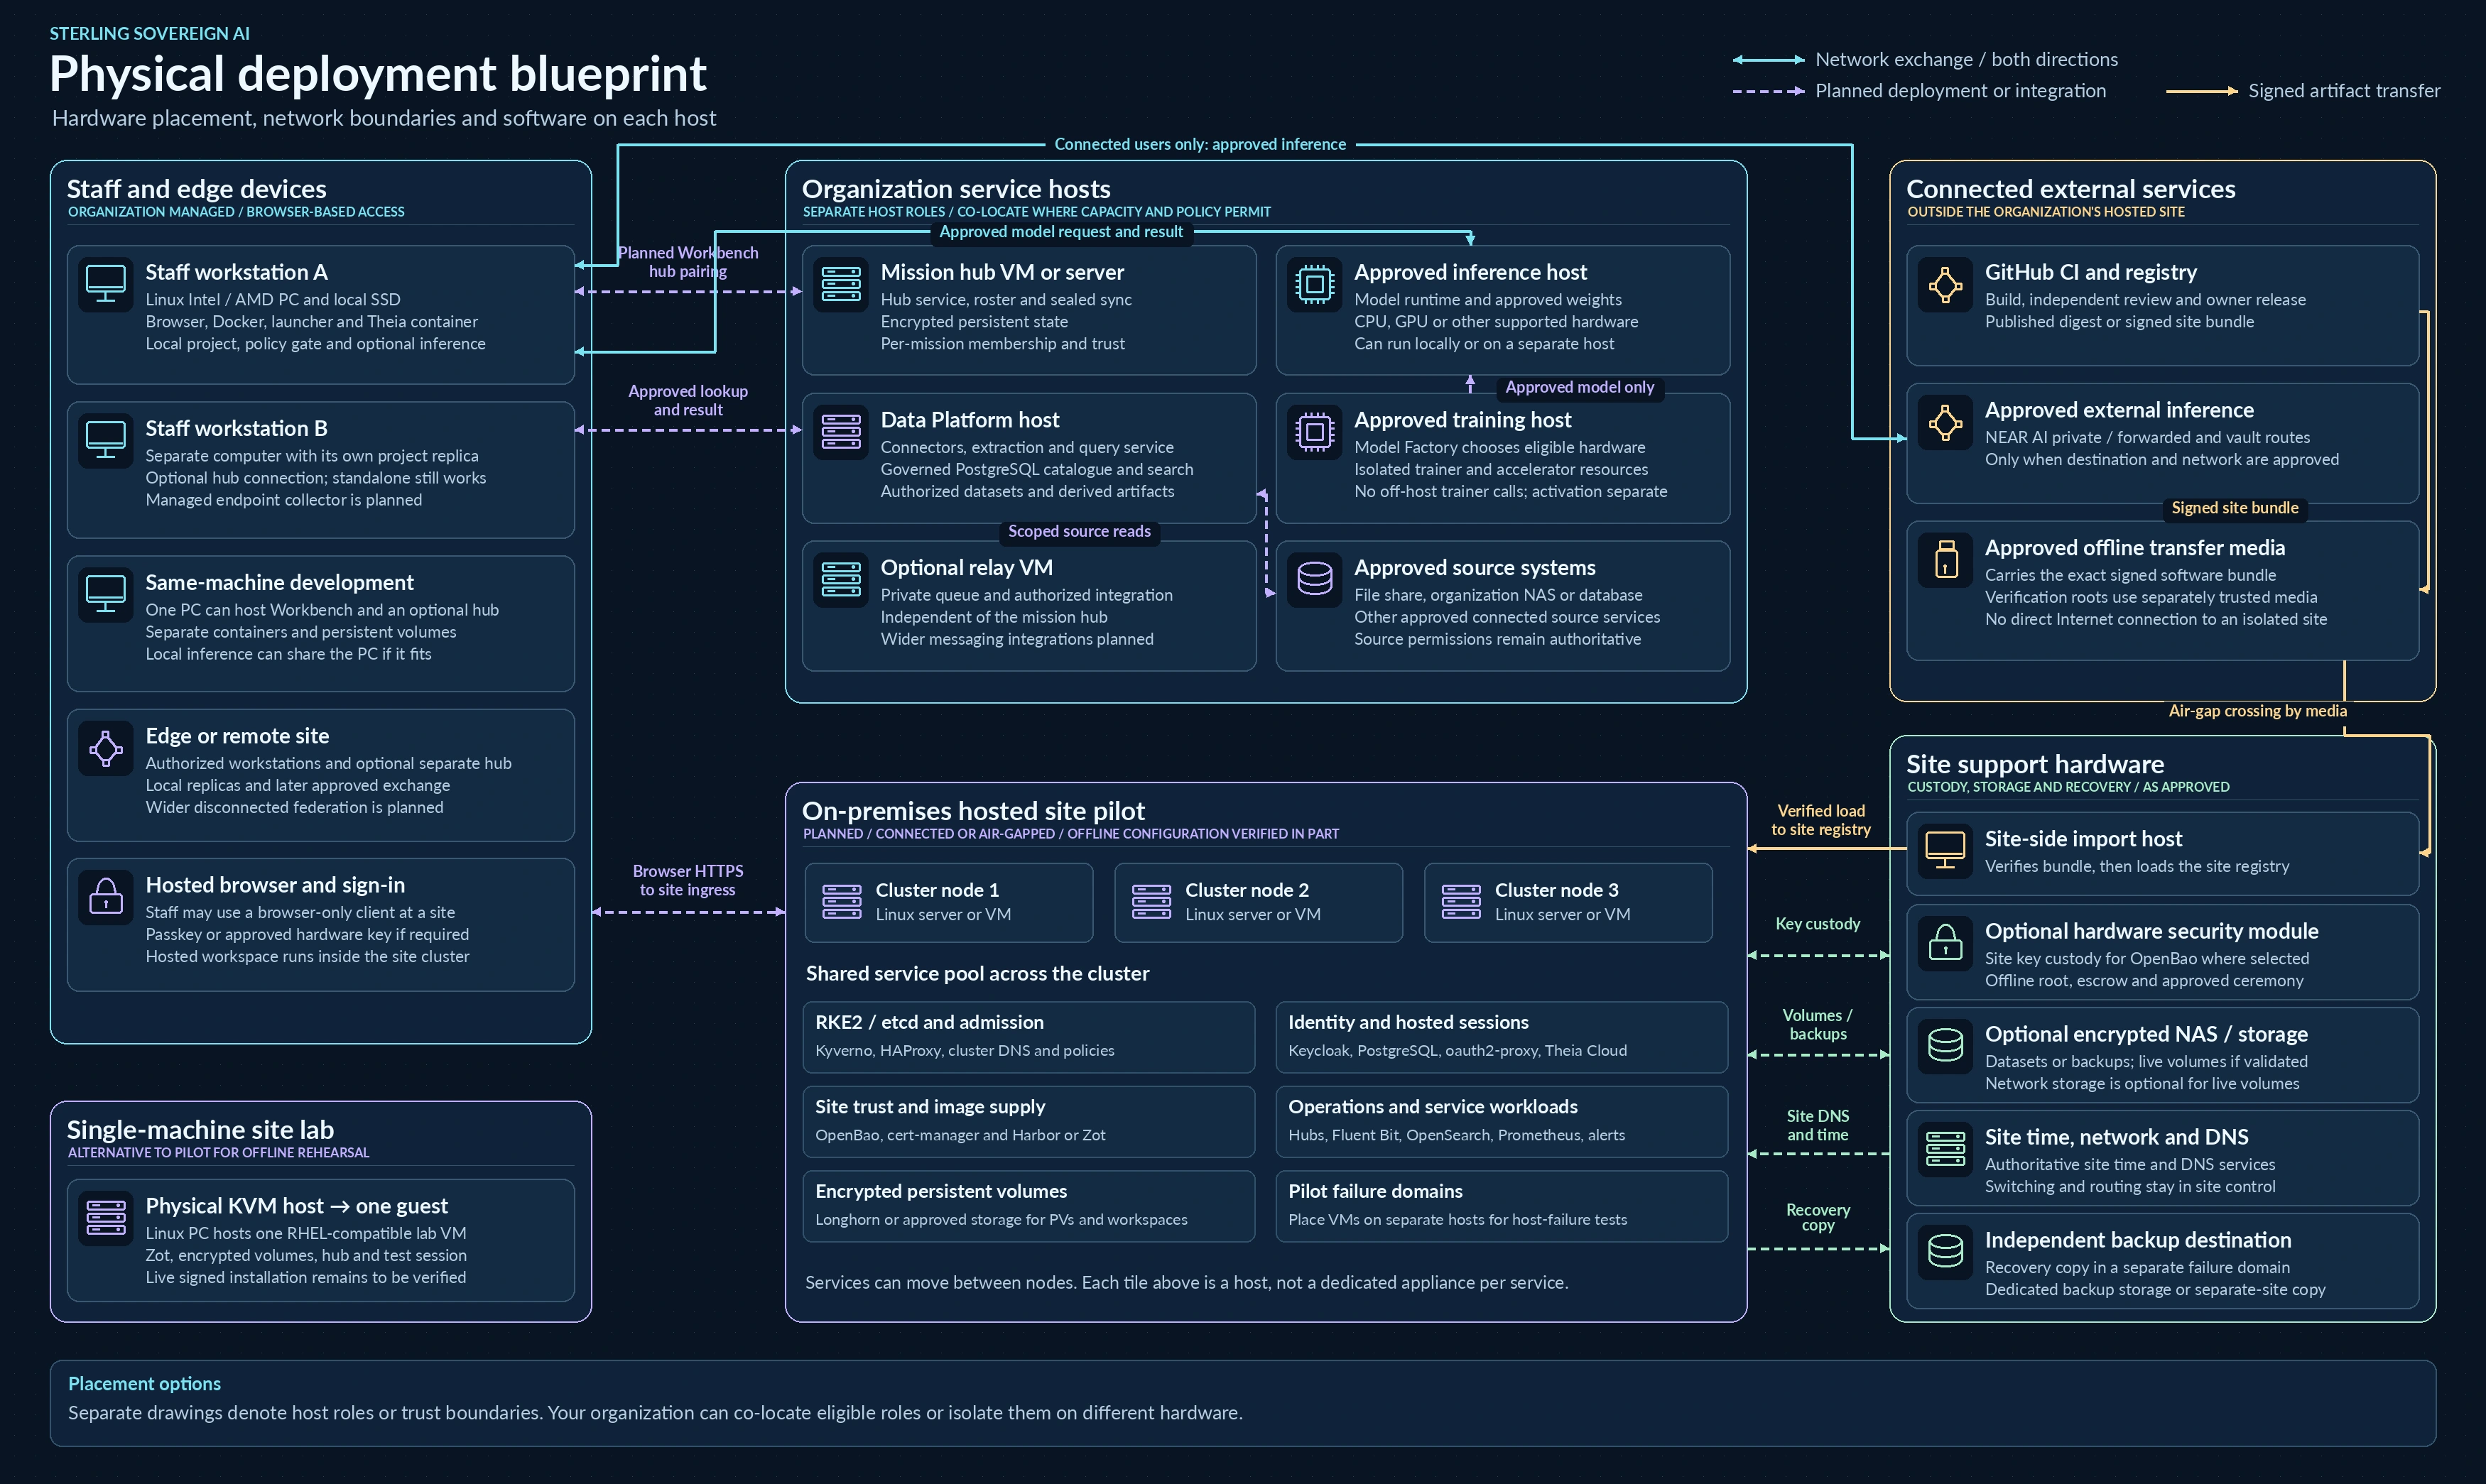 STERLING SOVEREIGN AI
Physical deployment blueprint
Hardware placement, network boundaries and software on each host
Network exchange / both directions
Planned deployment or integration
Signed artifact transfer
Connected users only: approved inference
Staff and edge devices
ORGANIZATION MANAGED / BROWSER-BASED ACCESS
Staff workstation A
Linux Intel / AMD PC and local SSD
Browser, Docker, launcher and Theia container
Local project, policy gate and optional inference
Staff workstation B
Separate computer with its own project replica
Optional hub connection; standalone still works
Managed endpoint collector is planned
Same-machine development
One PC can host Workbench and an optional hub
Separate containers and persistent volumes
Local inference can share the PC if it fits
Edge or remote site
Authorized workstations and optional separate hub
Local replicas and later approved exchange
Wider disconnected federation is planned
Hosted browser and sign-in
Staff may use a browser-only client at a site
Passkey or approved hardware key if required
Hosted workspace runs inside the site cluster
Planned Workbench
hub pairing
Approved lookup
and result
Browser HTTPS
to site ingress
Organization service hosts
SEPARATE HOST ROLES / CO-LOCATE WHERE CAPACITY AND POLICY PERMIT
Approved model request and result
Mission hub VM or server
Hub service, roster and sealed sync
Encrypted persistent state
Per-mission membership and trust
Approved inference host
Model runtime and approved weights
CPU, GPU or other supported hardware
Can run locally or on a separate host
Approved model only
Data Platform host
Connectors, extraction and query service
Governed PostgreSQL catalogue and search
Authorized datasets and derived artifacts
Approved training host
Model Factory chooses eligible hardware
Isolated trainer and accelerator resources
No off-host trainer calls; activation separate
Scoped source reads
Optional relay VM
Private queue and authorized integration
Independent of the mission hub
Wider messaging integrations planned
Approved source systems
File share, organization NAS or database
Other approved connected source services
Source permissions remain authoritative
Connected external services
OUTSIDE THE ORGANIZATION'S HOSTED SITE
GitHub CI and registry
Build, independent review and owner release
Published digest or signed site bundle
Approved external inference
NEAR AI private / forwarded and vault routes
Only when destination and network are approved
Signed site bundle
Approved offline transfer media
Carries the exact signed software bundle
Verification roots use separately trusted media
No direct Internet connection to an isolated site
Air-gap crossing by media
On-premises hosted site pilot
PLANNED / CONNECTED OR AIR-GAPPED / OFFLINE CONFIGURATION VERIFIED IN PART
Cluster node 1
Linux server or VM
Cluster node 2
Linux server or VM
Cluster node 3
Linux server or VM
Shared service pool across the cluster
RKE2 / etcd and admission
Kyverno, HAProxy, cluster DNS and policies
Identity and hosted sessions
Keycloak, PostgreSQL, oauth2-proxy, Theia Cloud
Site trust and image supply
OpenBao, cert-manager and Harbor or Zot
Operations and service workloads
Hubs, Fluent Bit, OpenSearch, Prometheus, alerts
Encrypted persistent volumes
Longhorn or approved storage for PVs and workspaces
Pilot failure domains
Place VMs on separate hosts for host-failure tests
Services can move between nodes. Each tile above is a host, not a dedicated appliance per service.
Verified load
to site registry
Key custody
Volumes /
backups
Site DNS
and time
Recovery
copy
Site support hardware
CUSTODY, STORAGE AND RECOVERY / AS APPROVED
Site-side import host
Verifies bundle, then loads the site registry
Optional hardware security module
Site key custody for OpenBao where selected
Offline root, escrow and approved ceremony
Optional encrypted NAS / storage
Datasets or backups; live volumes if validated
Network storage is optional for live volumes
Site time, network and DNS
Authoritative site time and DNS services
Switching and routing stay in site control
Independent backup destination
Recovery copy in a separate failure domain
Dedicated backup storage or separate-site copy
Single-machine site lab
ALTERNATIVE TO PILOT FOR OFFLINE REHEARSAL
Physical KVM host → one guest
Linux PC hosts one RHEL-compatible lab VM
Zot, encrypted volumes, hub and test session
Live signed installation remains to be verified
Placement options
Separate drawings denote host roles or trust boundaries. Your organization can co-locate eligible roles or isolate them on different hardware.